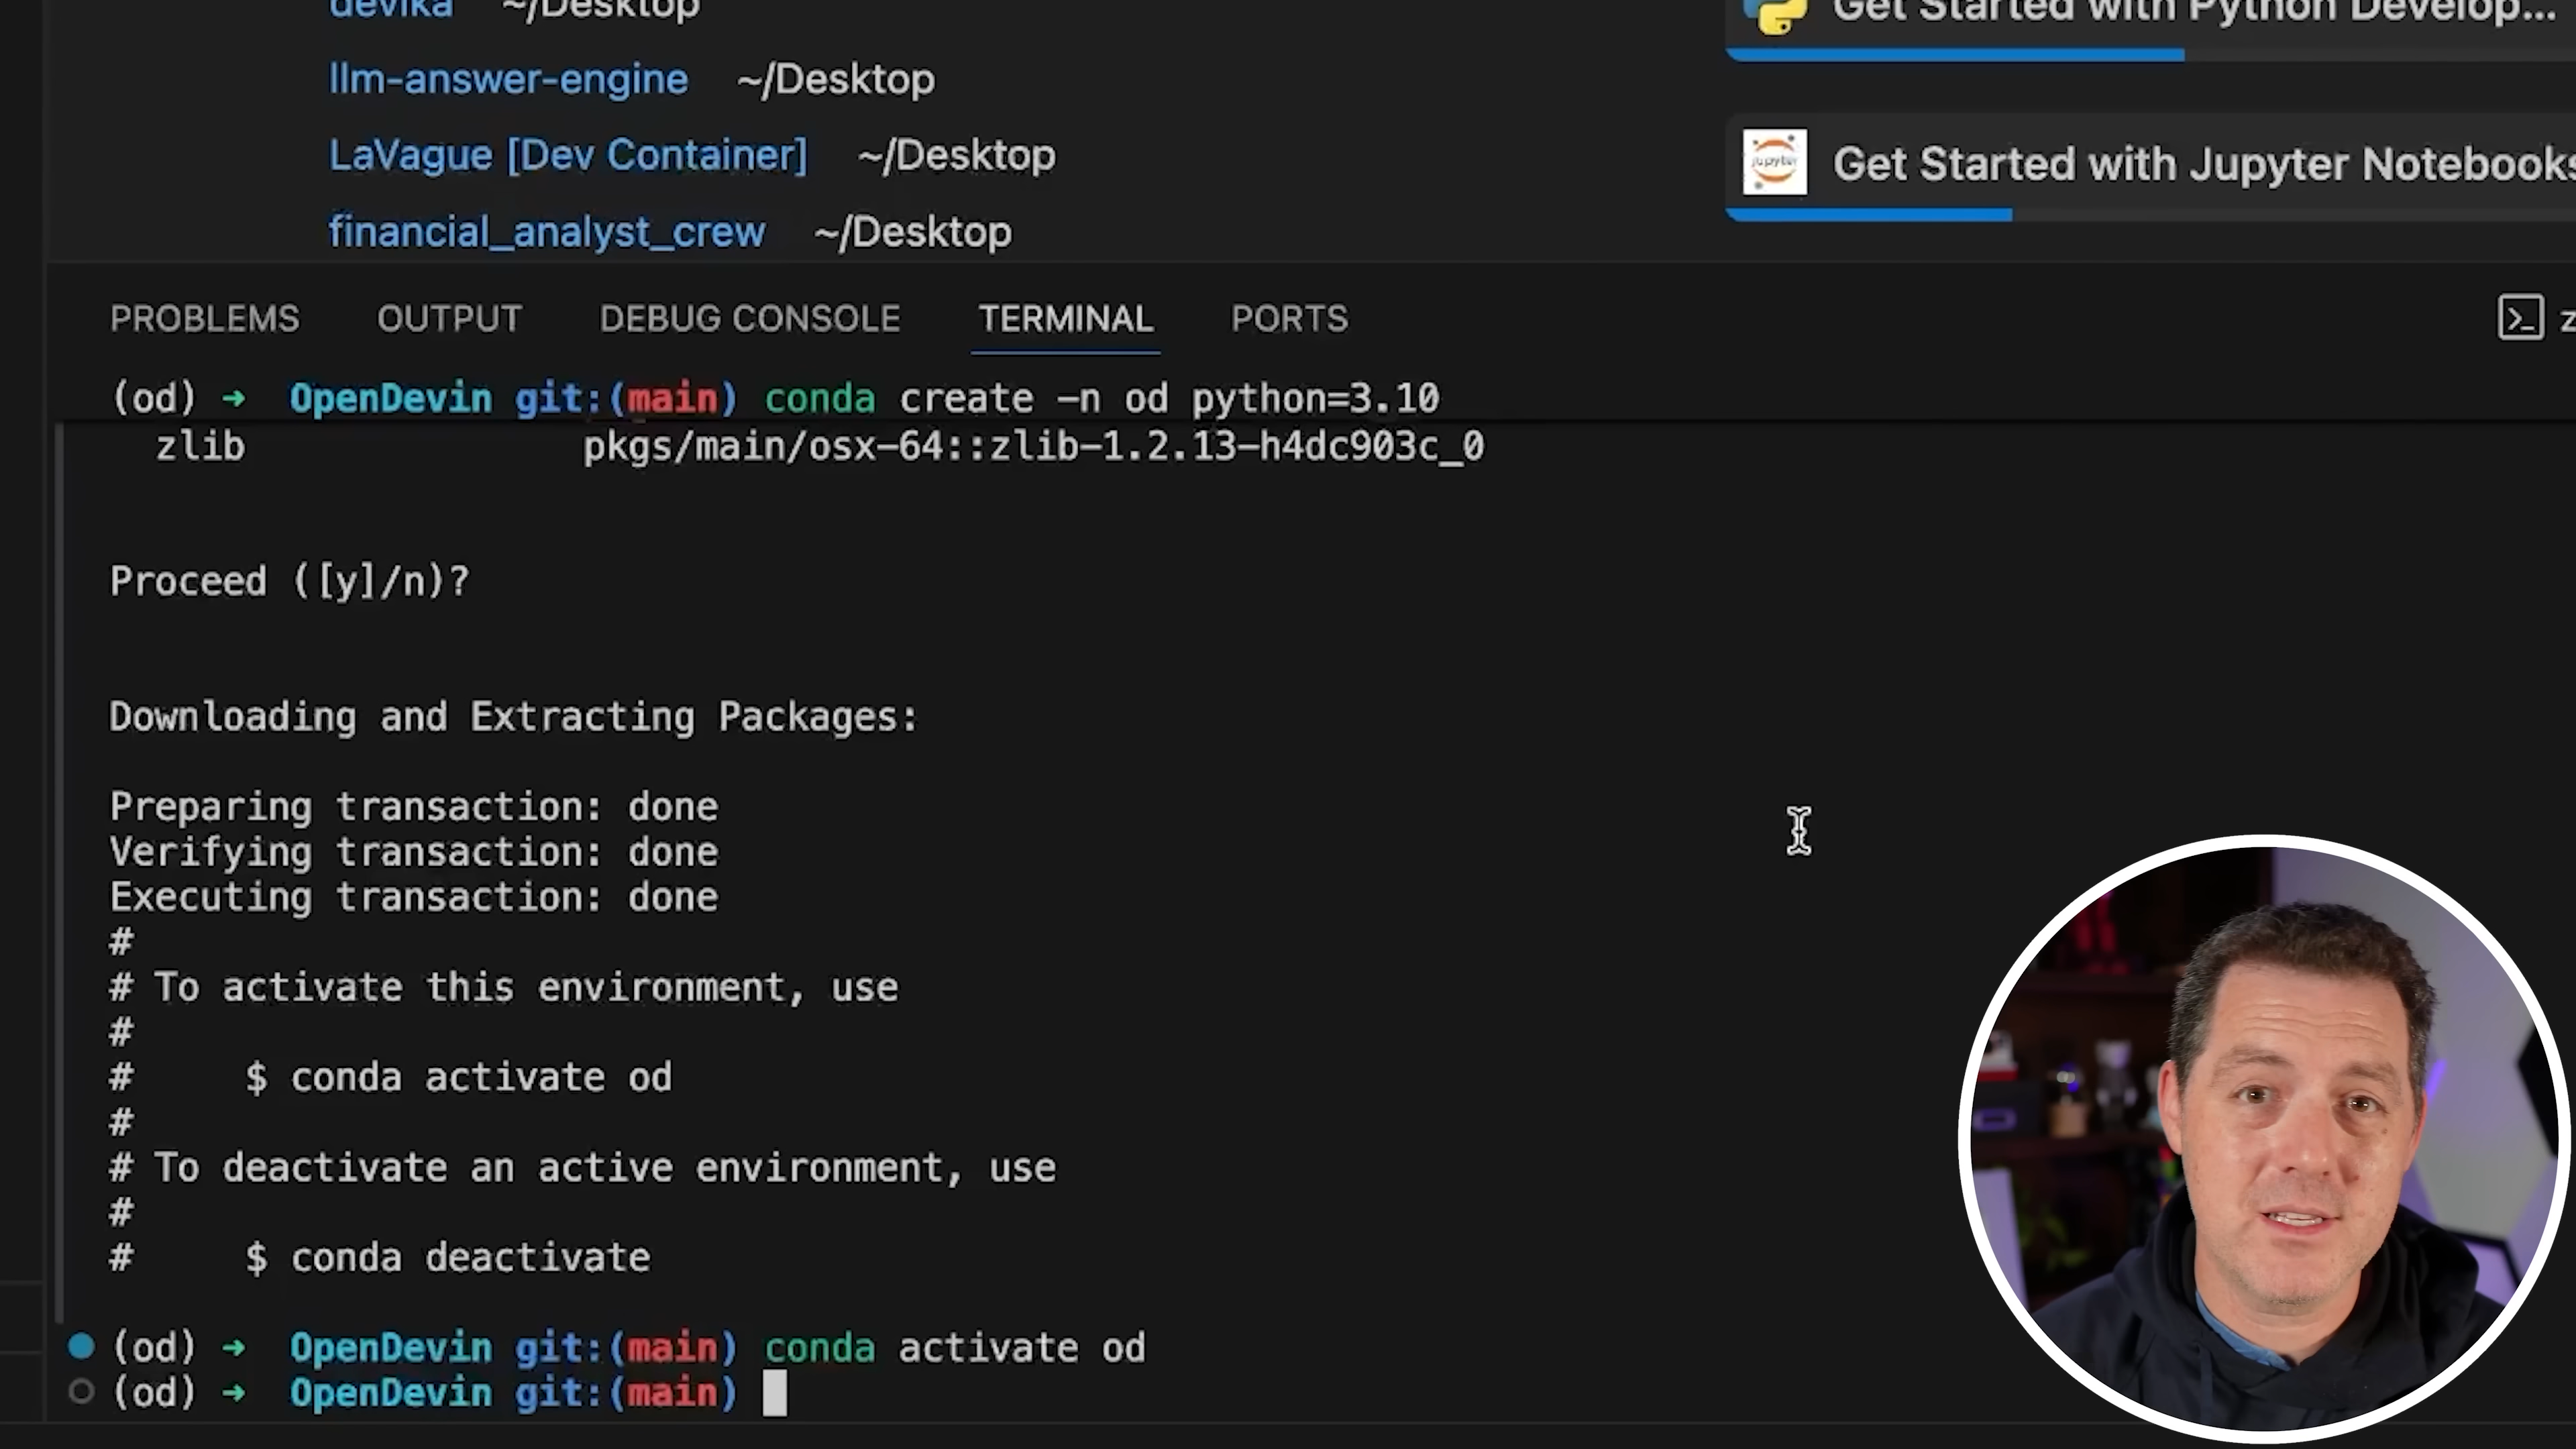 devika ~/Desktop
Get Started with Python Develop...
llm-answer-engine ~/Desktop
LaVague [Dev Container] ~/Desktop
Get Started with Jupyter Notebooks
financial_analyst_crew ~/Desktop
PROBLEMS OUTPUT DEBUG CONSOLE TERMINAL PORTS z
(od) → OpenDevin git:(main) conda create -n od python=3.10
zlib pkgs/main/osx-64::zlib-1.2.13-h4dc903c_0
Proceed ([y]/n)?
Downloading and Extracting Packages:
Preparing transaction: done
Verifying transaction: done
Executing transaction: done
#
# To activate this environment, use
#
# $ conda activate od
#
# To deactivate an active environment, use
#
# $ conda deactivate
(od) → OpenDevin git:(main) conda activate od
(od) → OpenDevin git:(main)